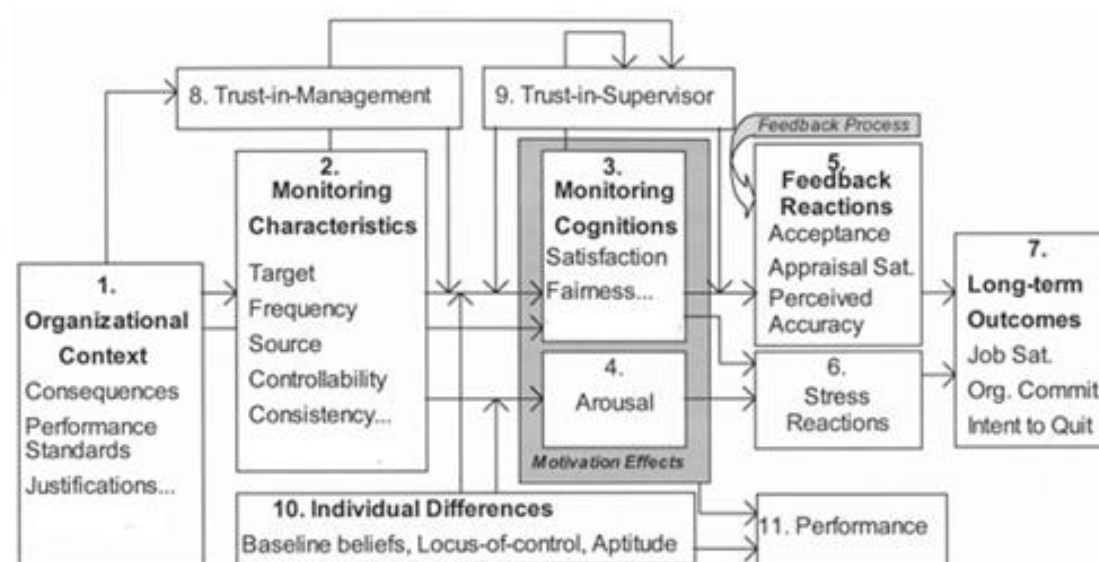 8. Trust-in-Management
9. Trust-in-Supervisor
Feedback Process
1.
Organizational
Context
Consequences
Performance
Standards
Justifications...
2.
Monitoring
Characteristics
Target
Frequency
Source
Controllability
Consistency...
3.
Monitoring
Cognitions
Satisfaction
Fairness...
4.
Arousal
Motivation Effects
5.
Feedback
Reactions
Acceptance
Appraisal Sat.
Perceived
Accuracy
6.
Stress
Reactions
7.
Long-term
Outcomes
Job Sat.
Org. Commit
Intent to Quit
10. Individual Differences
Baseline beliefs, Locus-of-control, Aptitude
11. Performance